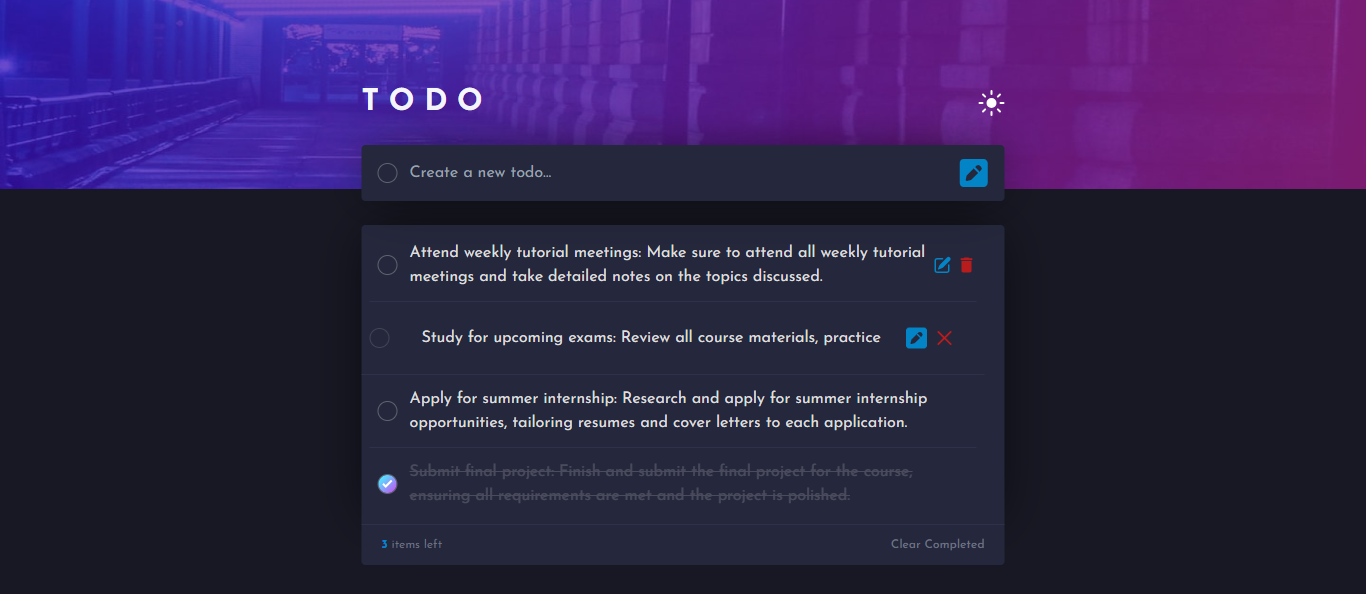 TODO
Create a new todo...
Attend weekly tutorial meetings: Make sure to attend all weekly tutorial
meetings and take detailed notes on the topics discussed.
Study for upcoming exams: Review all course materials, practice
Apply for summer internship: Research and apply for summer internship
opportunities, tailoring resumes and cover letters to each application.
Submit final project: Finish and submit the final project for the course,
ensuring all requirements are met and the project is polished.
3 items left
Clear Completed